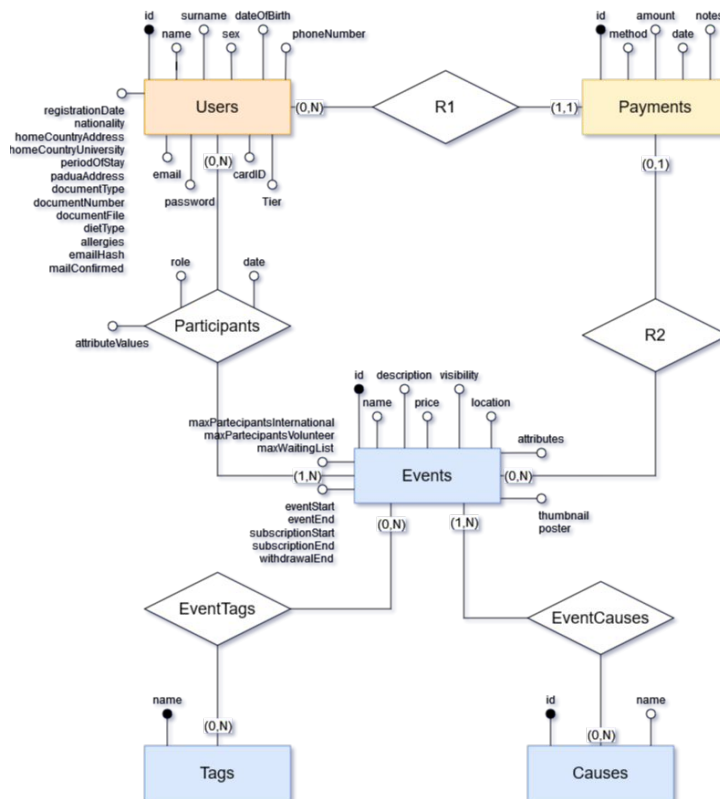 id
name
surname
sex
dateOfBirth
phoneNumber
id
method
amount
date
notes
Users
(0,N)
R1
(1,1)
Payments
registrationDate
nationality
homeCountryAddress
homeCountryUniversity
periodOfStay
paduaAddress
documentType
documentNumber
documentFile
dietType
allergies
emailHash
mailConfirmed
(0,N)
email
password
cardID
Tier
(0,1)
role
date
Participants
attributeValues
R2
id
name
description
price
visibility
location
maxPartecipantsInternational
maxPartecipantsVolunteer
maxWaitingList
attributes
(1,N)
Events
(0,N)
eventStart
eventEnd
subscriptionStart
subscriptionEnd
withdrawalEnd
(0,N)
(1,N)
thumbnail
poster
EventTags
EventCauses
name
(0,N)
Tags
id
name
(0,N)
Causes